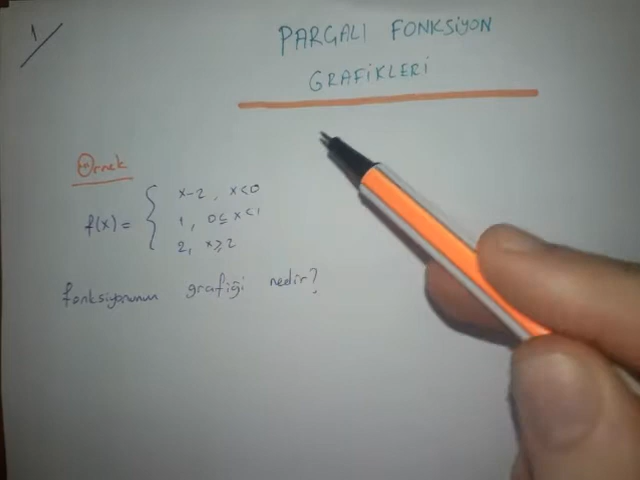 1
PARÇALI FONKSİYON
GRAFİKLERİ
Örnek
f(x) = { x-2, x<0
1, 0≤x<1
2, x≥2
fonksiyonunun grafiği nedir?